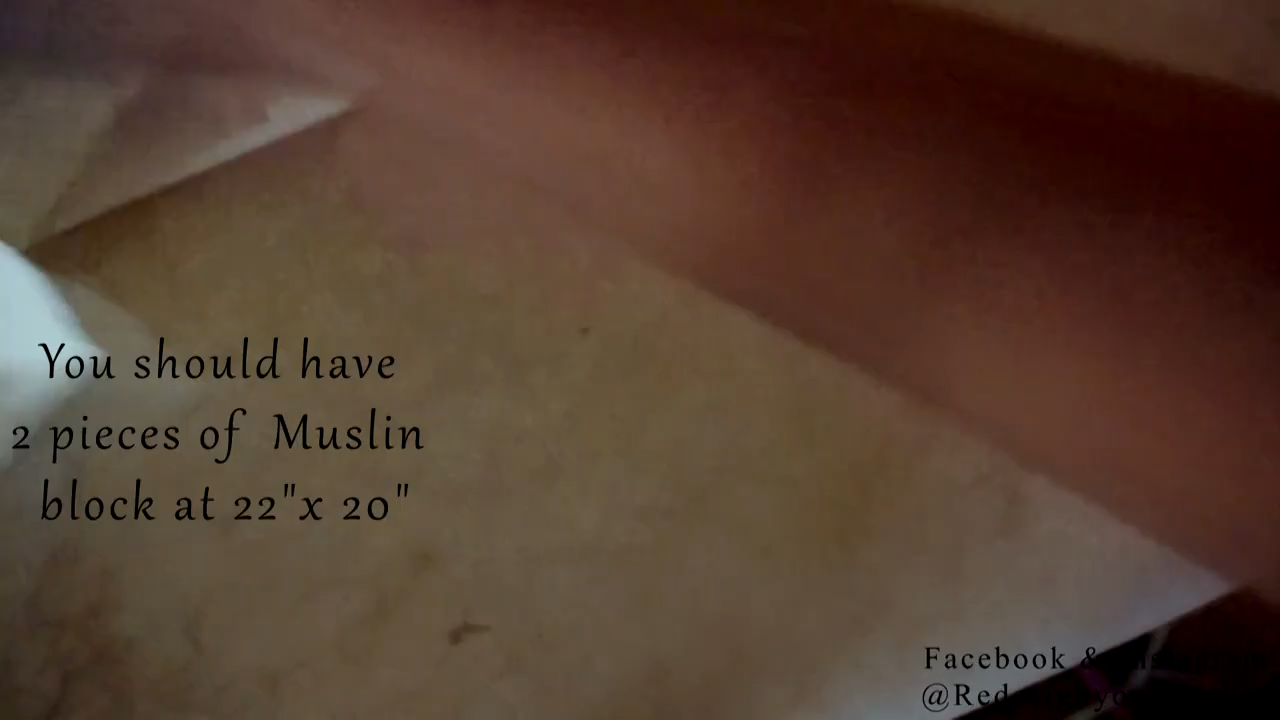 You should have
2 pieces of Muslin
block at 22"x 20"
Facebook &